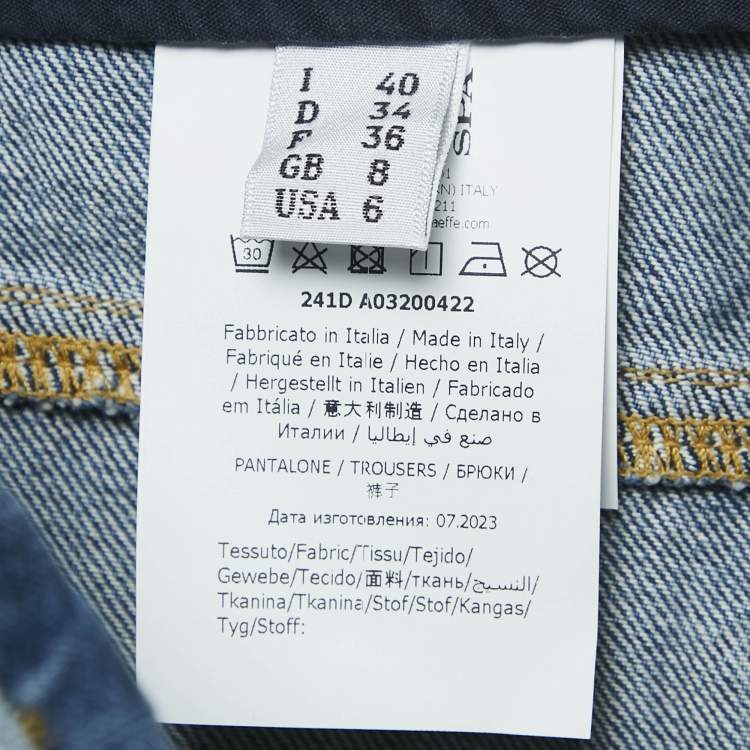 I 40
D 34
F 36
GB 8
USA 6
SPA
ITALY
211
aeffe.com
30
241D A03200422
Fabbricato in Italia / Made in Italy /
Fabriqué en Italie / Hecho en Italia
/ Hergestellt in Italien / Fabricado
em Itália / 意大利制造 / Сделано в
Италии / صنع في إيطاليا
PANTALONE / TROUSERS / БРЮКИ /
裤子
Дата изготовления: 07.2023
Tessuto/Fabric/Tissu/Tejido/
Gewebe/Tecido/面料/ткань/النسيج/
Tkanina/Tkanina/Stof/Stof/Kangas/
Tyg/Stoff: